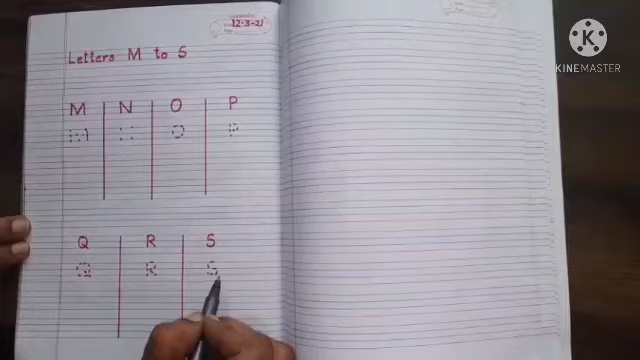 12-3-21
Letters M to S
M N O P
M N O P
Q R S
Q R S
KINEMASTER